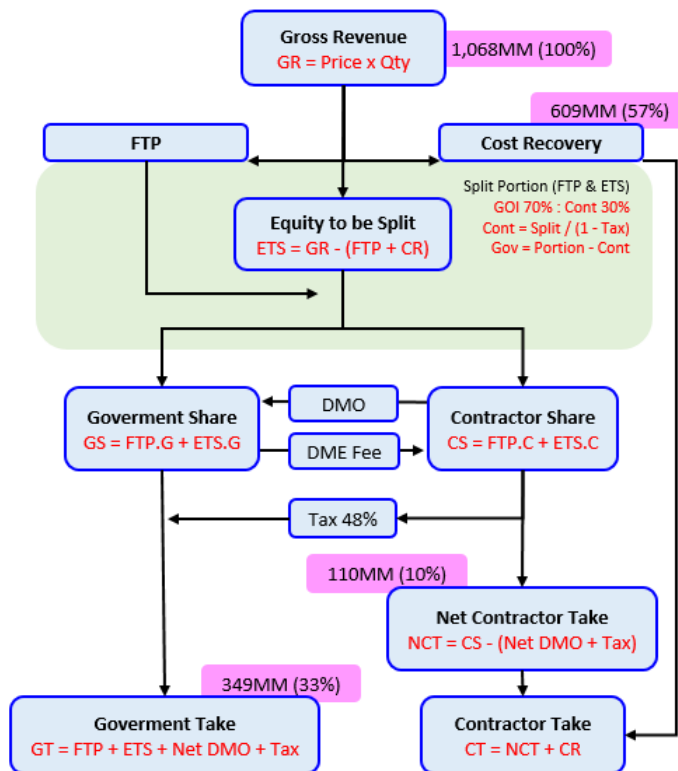 Gross Revenue
GR = Price x Qty
1,068MM (100%)
609MM (57%)
FTP
Cost Recovery
Split Portion (FTP & ETS)
GOI 70% : Cont 30%
Cont = Split / (1 - Tax)
Gov = Portion - Cont
Equity to be Split
ETS = GR - (FTP + CR)
Goverment Share
GS = FTP.G + ETS.G
DMO
DME Fee
Contractor Share
CS = FTP.C + ETS.C
Tax 48%
110MM (10%)
Net Contractor Take
NCT = CS - (Net DMO + Tax)
349MM (33%)
Goverment Take
GT = FTP + ETS + Net DMO + Tax
Contractor Take
CT = NCT + CR